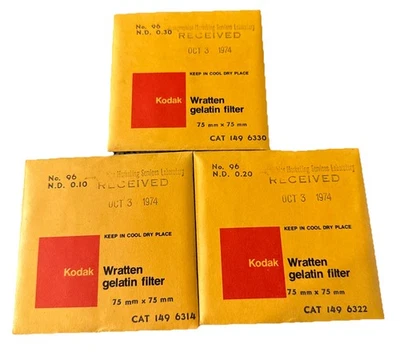 No. 96
N.D. 0.30
RECEIVED
OCT 3 1974
KEEP IN COOL DRY PLACE
Kodak
Wratten
gelatin filter
75 mm x 75 mm
CAT 149 6330
No. 96
N.D. 0.10
RECEIVED
OCT 3 1974
KEEP IN COOL DRY PLACE
Kodak
Wratten
gelatin filter
75 mm x 75 mm
CAT 149 6314
No. 96
N.D. 0.20
Laboratory
RECEIVED
OCT 3 1974
KEEP IN COOL DRY PLACE
Kodak
Wratten
gelatin filter
75 mm x 75 mm
CAT 149 6322